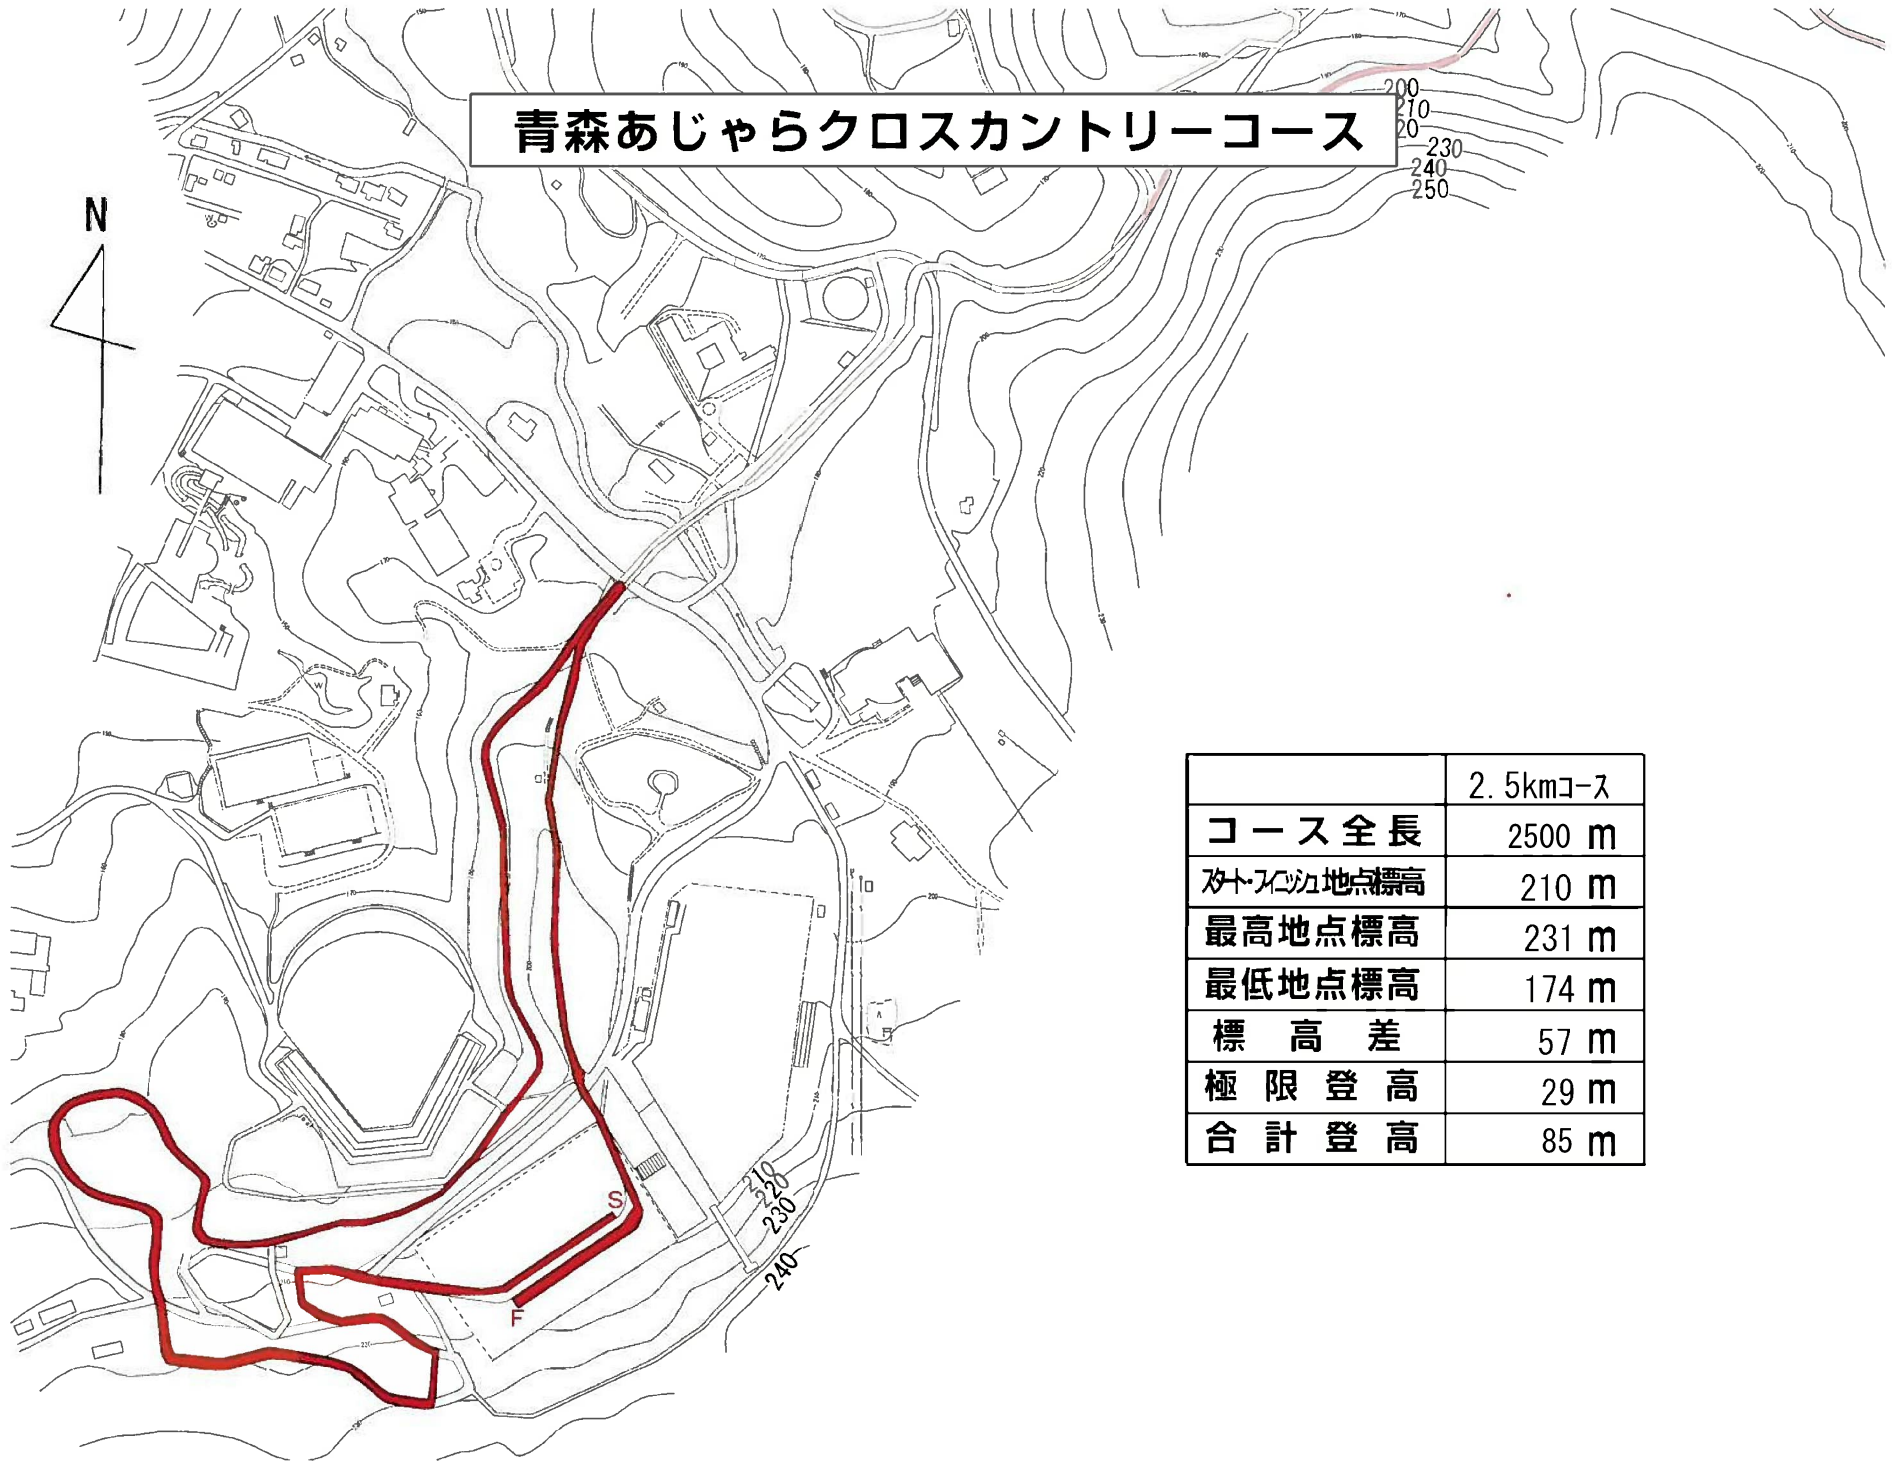 青森あじゃらクロスカントリーコース
200
210
20
230
240
250
N
2.5kmコース
コース全長 2500 m
スタート・フィニッシュ地点標高 210 m
最高地点標高 231 m
最低地点標高 174 m
標高差 57 m
極限登高 29 m
合計登高 85 m
210
220
230
240
S
F